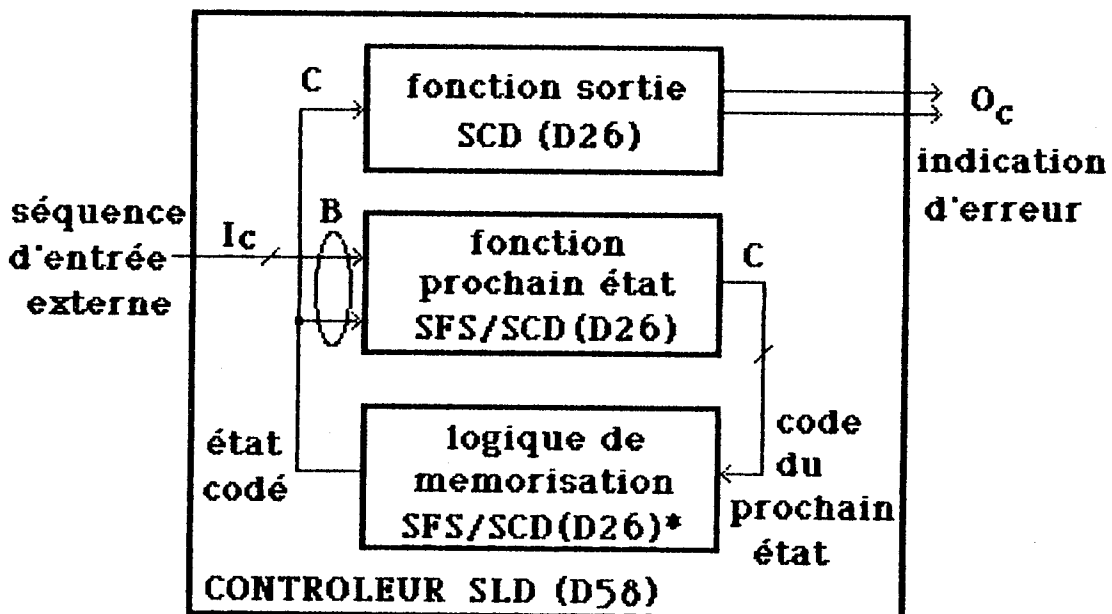 C
fonction sortie
SCD (D26)
O_c
indication
d'erreur
séquence
d'entrée
externe
Ic
B
fonction
prochain état
SFS/SCD(D26)
C
état
codé
logique de
memorisation
SFS/SCD(D26)*
code
du
prochain
état
CONTROLEUR SLD (D58)